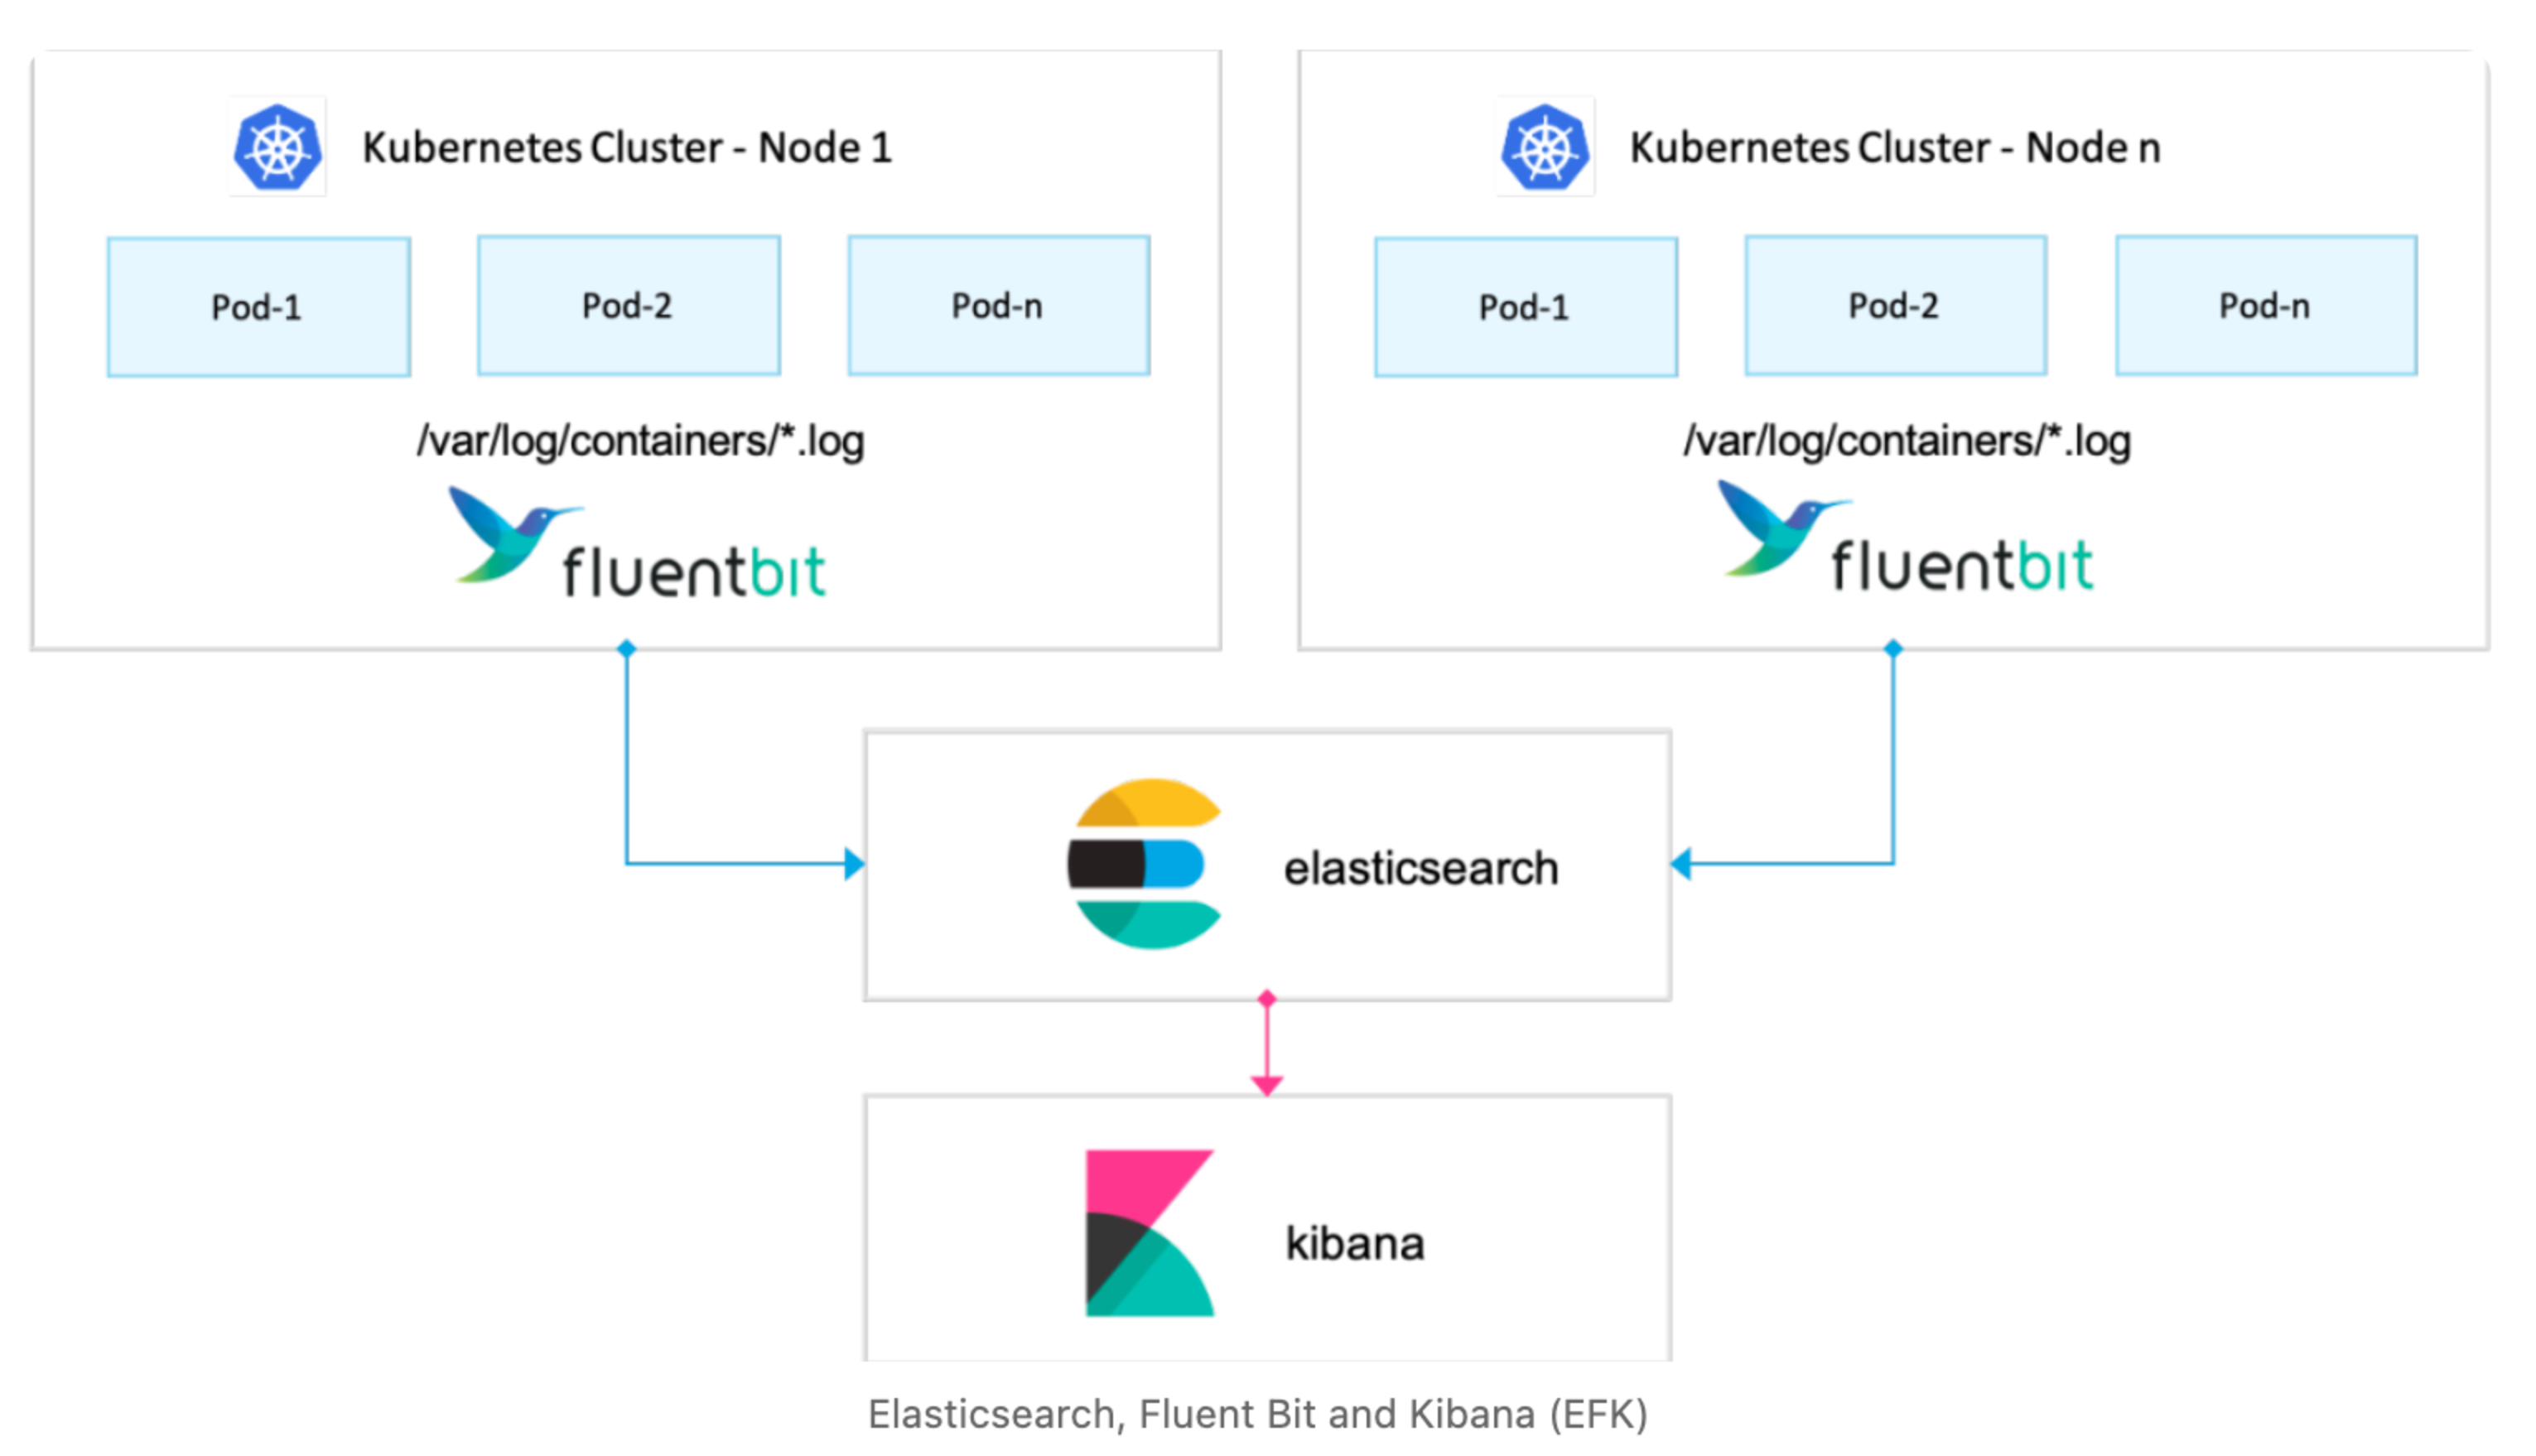 Kubernetes Cluster - Node 1
Pod-1
Pod-2
Pod-n
/var/log/containers/*.log
fluentbit
Kubernetes Cluster - Node n
Pod-1
Pod-2
Pod-n
/var/log/containers/*.log
fluentbit
elasticsearch
kibana
Elasticsearch, Fluent Bit and Kibana (EFK)